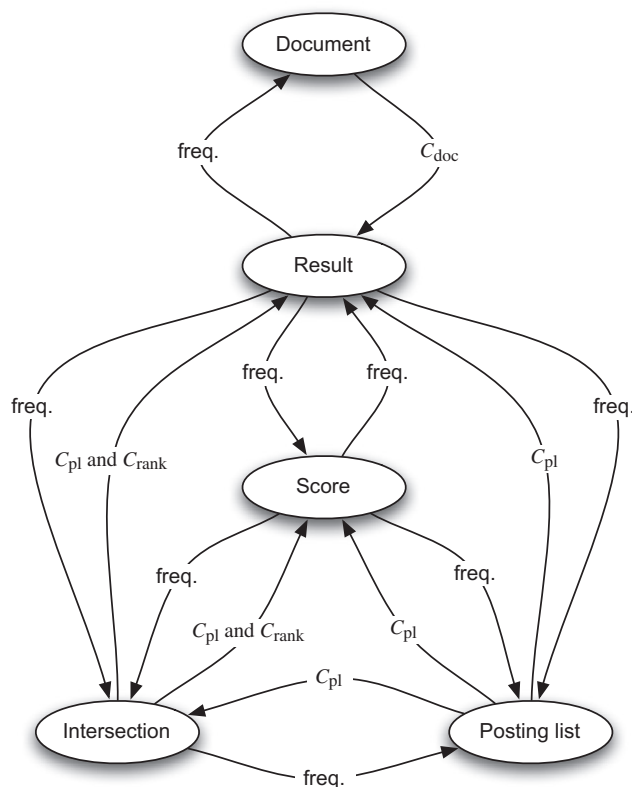 Document
freq.
C_doc
Result
freq.
freq.
freq.
freq.
C_pl and C_rank
C_pl
Score
freq.
freq.
C_pl and C_rank
C_pl
C_pl
Intersection
Posting list
freq.